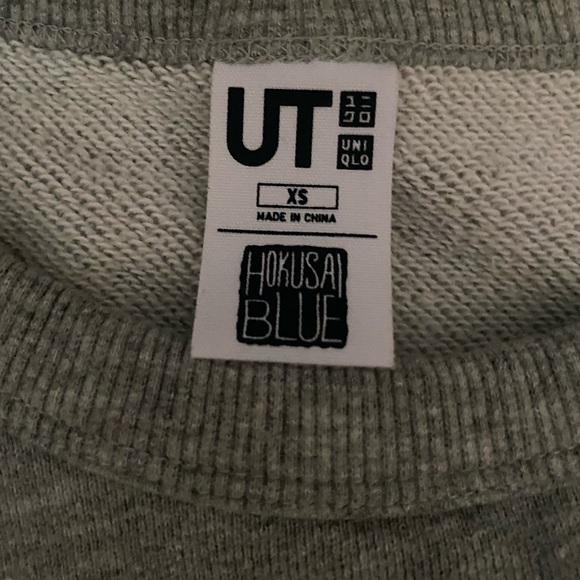 UT ユニ
クロ
UNI
QLO
XS
MADE IN CHINA
HOKUSAI
BLUE